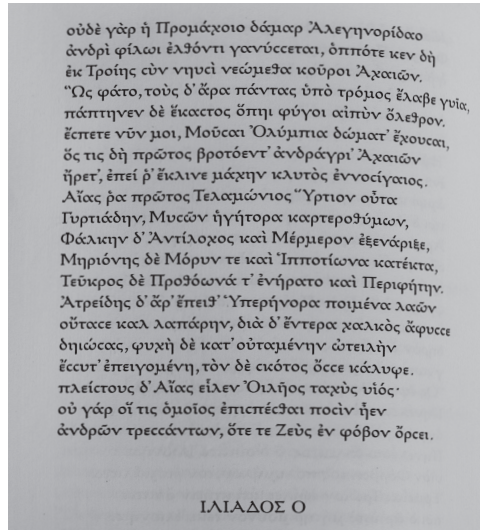 οὐδὲ γὰρ ἡ Προμάχοιο δάμαρ Ἀλεγηνορίδαο
ἀνδρὶ φίλωι ἐλθόντι γανύϲϲεται, ὁππότε κεν δὴ
ἐκ Τροίηϲ ϲὺν νηυϲὶ νεώμεθα κοῦροι Ἀχαιῶν.
Ὣϲ φάτο, τοὺϲ δ' ἄρα πάνταϲ ὑπὸ τρόμοϲ ἔλαβε γυῖα,
πάπτηνεν δὲ ἕκαϲτοϲ ὅπηι φύγοι αἰπὺν ὄλεθρον.
ἔϲπετε νῦν μοι, Μοῦϲαι Ὀλύμπια δώματ' ἔχουϲαι,
ὅϲ τιϲ δὴ πρῶτοϲ βροτόεντ' ἀνδράγρι' Ἀχαιῶν
ἤρετ', ἐπεί ῥ' ἔκλινε μάχην κλυτὸϲ ἐννοϲίγαιοϲ.
Αἴαϲ ῥα πρῶτοϲ Τελαμώνιοϲ Ὕρτιον οὖτα
Γυρτιάδην, Μυϲῶν ἡγήτορα καρτεροθύμων,
Φάλκην δ' Ἀντίλοχοϲ καὶ Μέρμερον ἐξενάριξε,
Μηριόνηϲ δὲ Μόρυν τε καὶ Ἱπποτίωνα κατέκτα,
Τεῦκροϲ δὲ Προθόωνά τ' ἐνήρατο καὶ Περιφήτην.
Ἀτρείδηϲ δ' ἄρ' ἔπειθ' Ὑπερήνορα ποιμένα λαῶν
οὔταϲε καλ λαπάρην, διὰ δ' ἔντερα χαλκὸϲ ἄφυϲϲε
δηιώϲαϲ, ψυχὴ δὲ κατ' οὐταμένην ὠτειλὴν
ἔϲϲυτ' ἐπειγομένη, τὸν δὲ ϲκότοϲ ὄϲϲε κάλυψε.
πλείϲτουϲ δ' Αἴαϲ εἷλεν Ὀιλῆοϲ ταχὺϲ υἱόϲ·
οὐ γάρ οἵ τιϲ ὁμοῖοϲ ἐπιϲπέϲθαι ποϲὶν ἦεν
ἀνδρῶν τρεϲϲάντων, ὅτε τε Ζεὺϲ ἐν φόβον ὄρϲει.
ΙΛΙΑΔΟΣ Ο